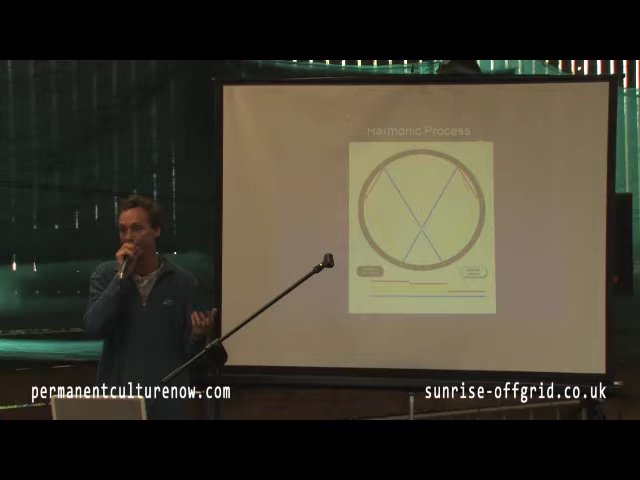 Harmonic Process
permanentculturenow.com
sunrise-offgrid.co.uk